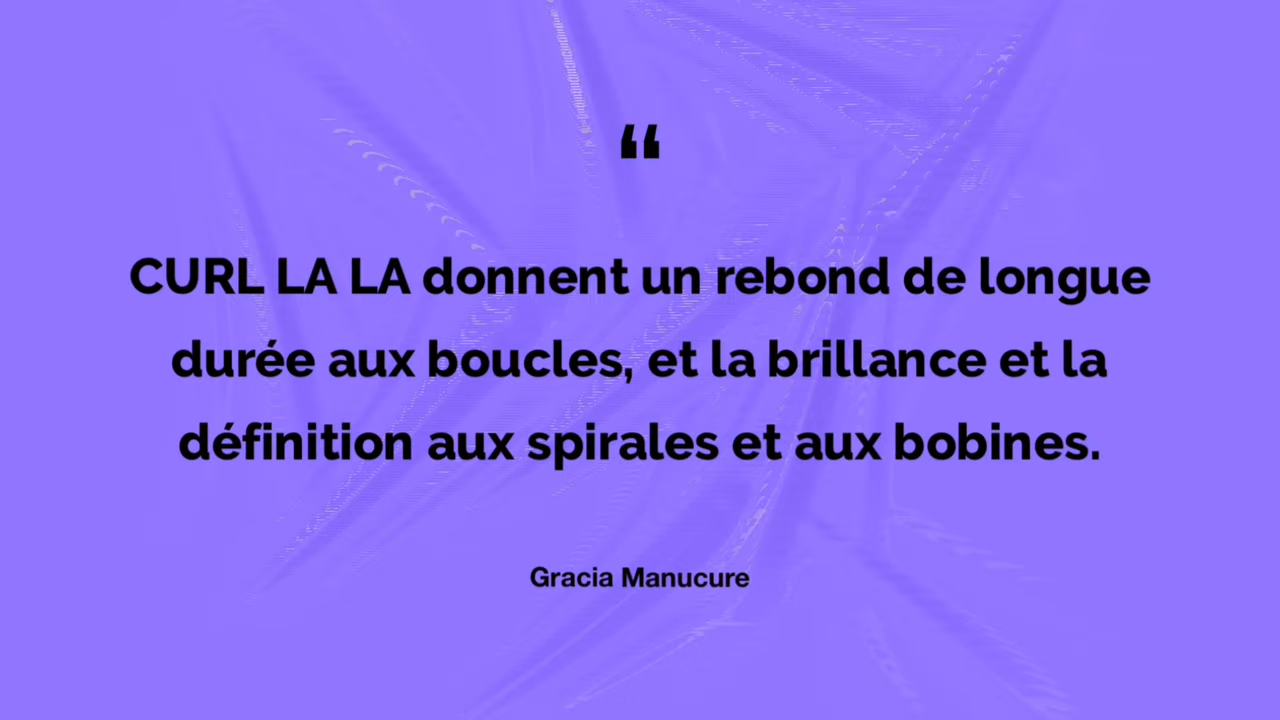 “
CURL LA LA donnent un rebond de longue
durée aux boucles, et la brillance et la
définition aux spirales et aux bobines.
Gracia Manucure